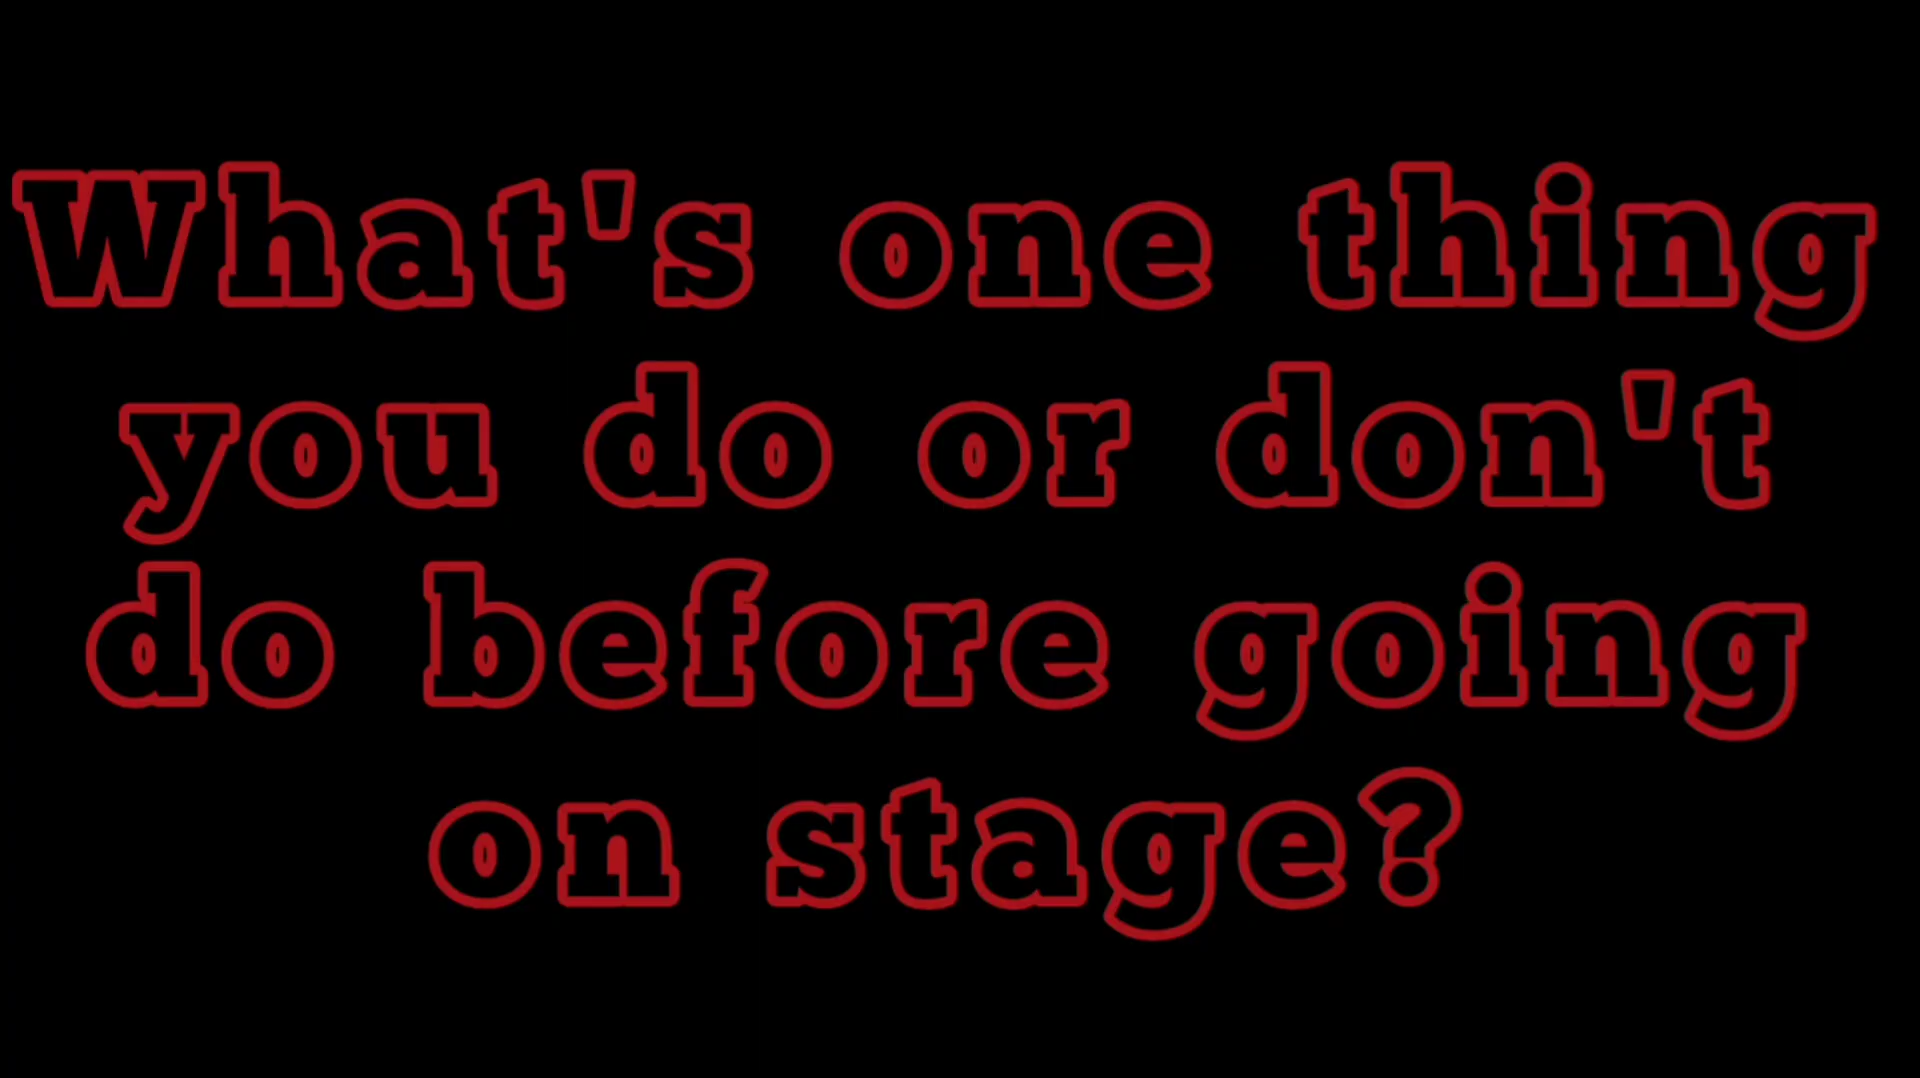 What's one thing
you do or don't
do before going
on stage?